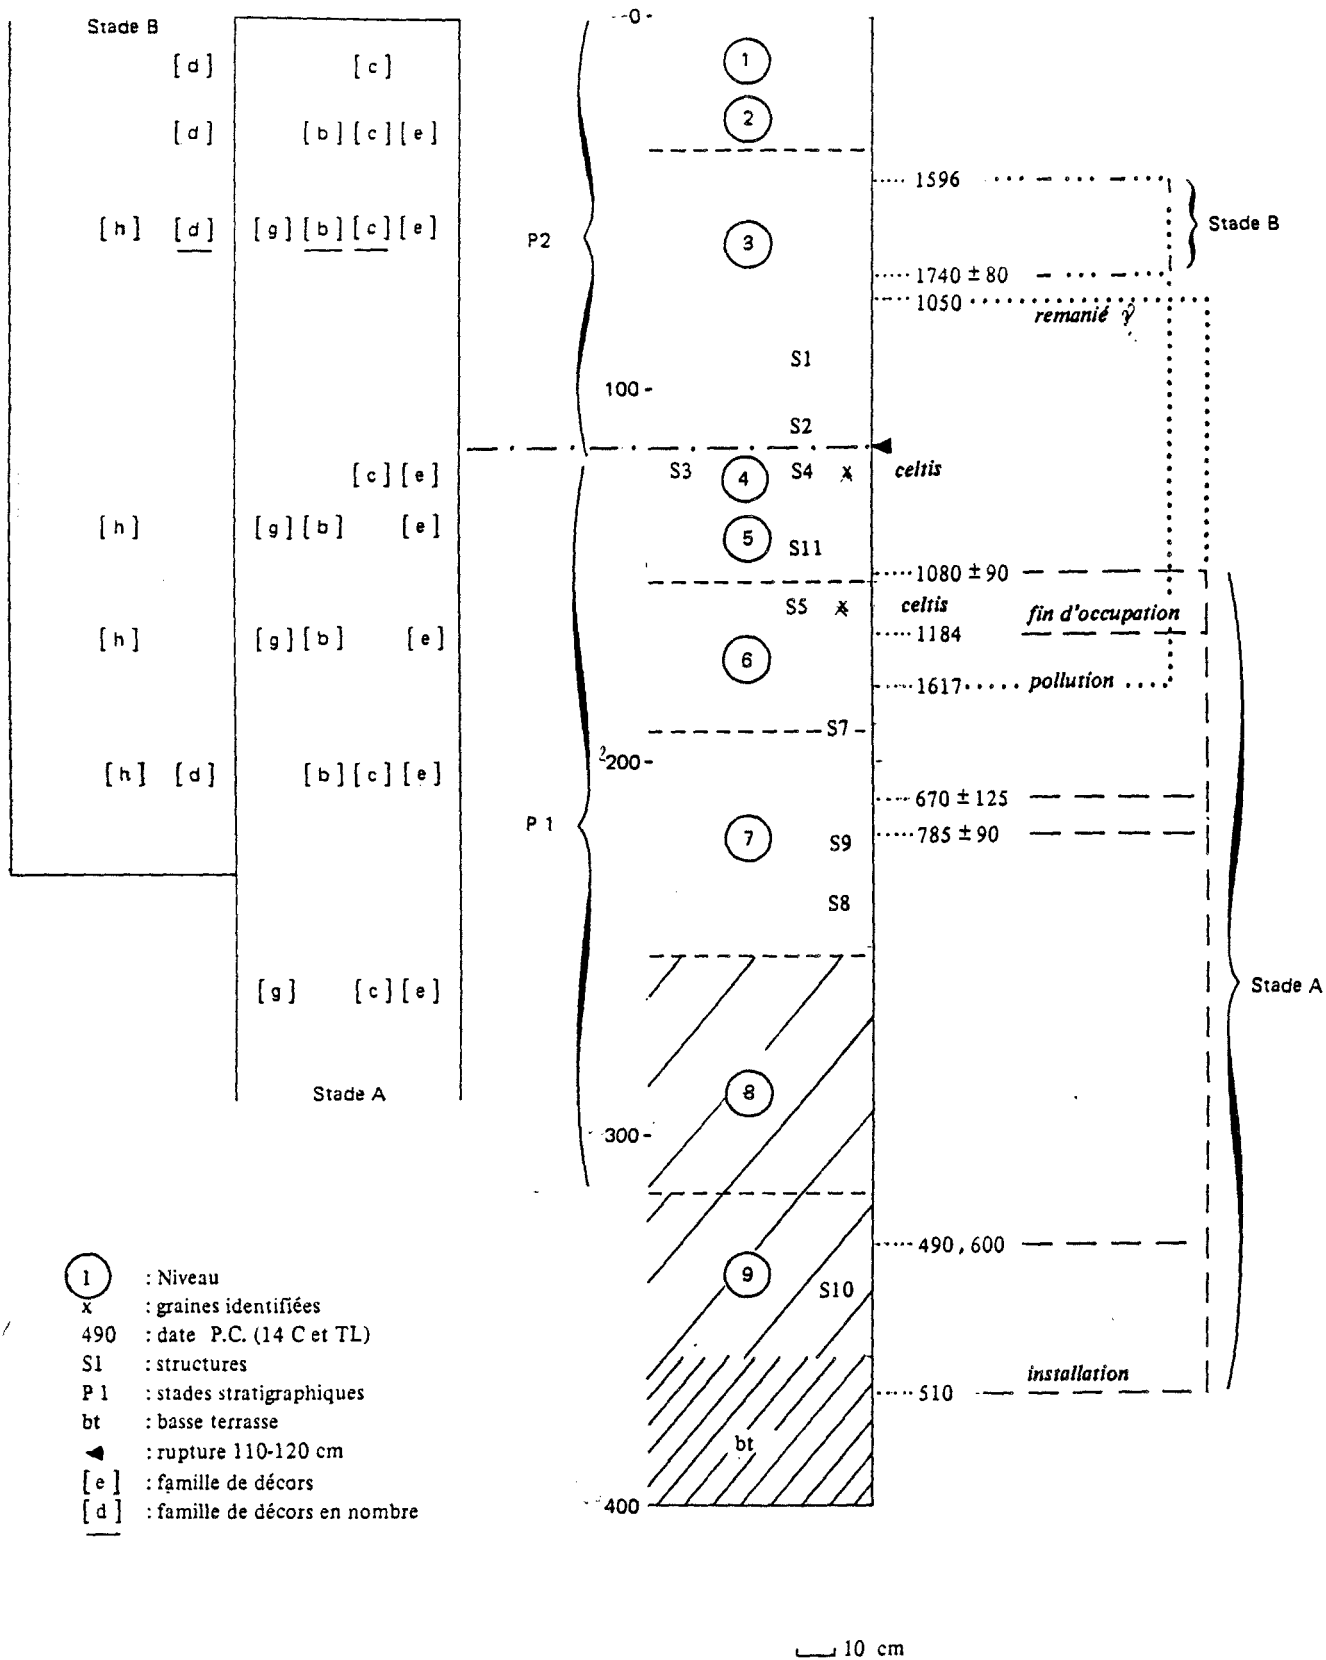 Stade B
-0-
[d] [c] 1
[d] [b] [c] [e] 2
1596
[h] [d] [g] [b] [c] [e] P2 3 Stade B
1740 ± 80
1050
remanié ?
S1
100-
S2
[c] [e] S3 4 S4 x celtis
[h] [g] [b] [e] 5 S11
1080 ± 90
S5 x celtis fin d'occupation
[h] [g] [b] [e] 1184
6
1617 pollution
S7
200-
[h] [d] [b] [c] [e]
670 ± 125
P 1 7 S9 785 ± 90
S8
[g] [c] [e] Stade A
Stade A 8
300-
490, 600
9 S10
installation
510
bt
400
1 : Niveau
x : graines identifiées
490 : date P.C. (14 C et TL)
S1 : structures
P 1 : stades stratigraphiques
bt : basse terrasse
◄ : rupture 110-120 cm
[e] : famille de décors
[d] : famille de décors en nombre
10 cm